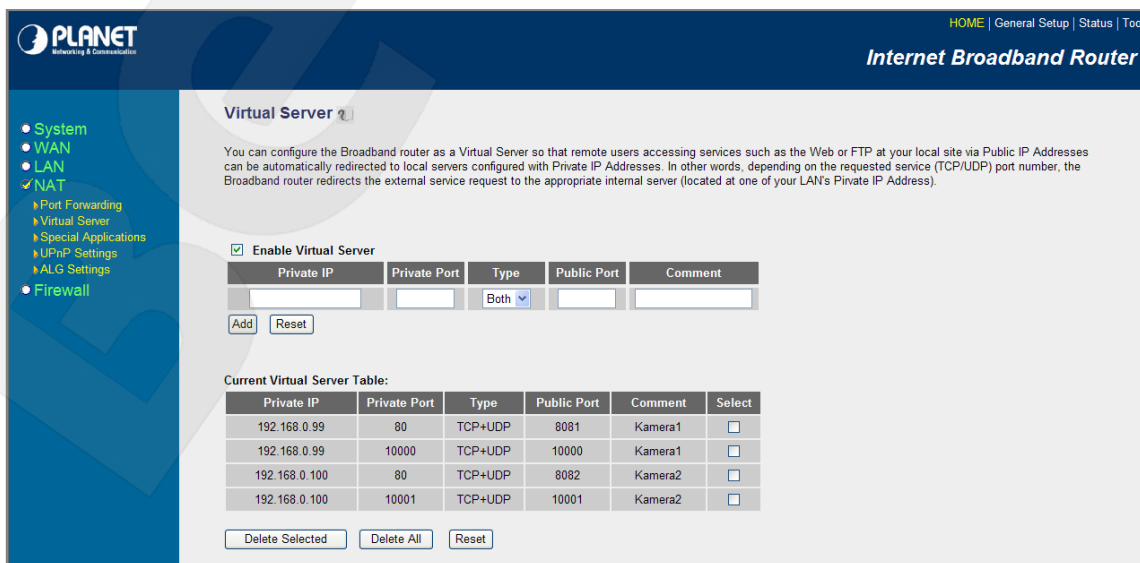 PLANET
Networking & Communication
HOME | General Setup | Status | Too
Internet Broadband Router
System
WAN
LAN
NAT
Port Forwarding
Virtual Server
Special Applications
UPnP Settings
ALG Settings
Firewall
Virtual Server
You can configure the Broadband router as a Virtual Server so that remote users accessing services such as the Web or FTP at your local site via Public IP Addresses
can be automatically redirected to local servers configured with Private IP Addresses. In other words, depending on the requested service (TCP/UDP) port number, the
Broadband router redirects the external service request to the appropriate internal server (located at one of your LAN's Pivate IP Address).
Enable Virtual Server
Private IP Private Port Type Public Port Comment
Both
Add Reset
Current Virtual Server Table:
Private IP Private Port Type Public Port Comment Select
192.168.0.99 80 TCP+UDP 8081 Kamera1
192.168.0.99 10000 TCP+UDP 10000 Kamera1
192.168.0.100 80 TCP+UDP 8082 Kamera2
192.168.0.100 10001 TCP+UDP 10001 Kamera2
Delete Selected Delete All Reset